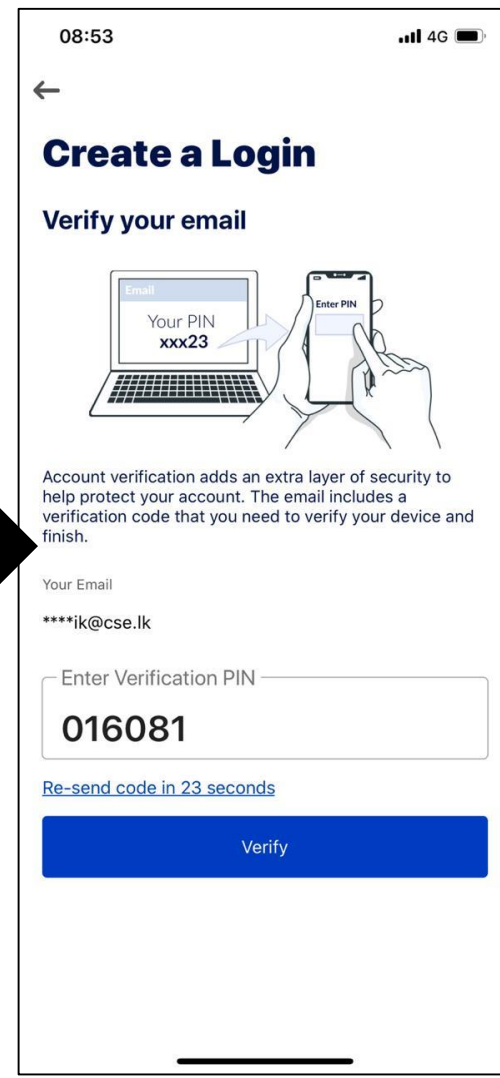 08:53
4G
Create a Login
Verify your email
Email
Your PIN
xxx23
Enter PIN
Account verification adds an extra layer of security to
help protect your account. The email includes a
verification code that you need to verify your device and
finish.
Your Email
****ik@cse.lk
Enter Verification PIN
016081
Re-send code in 23 seconds
Verify